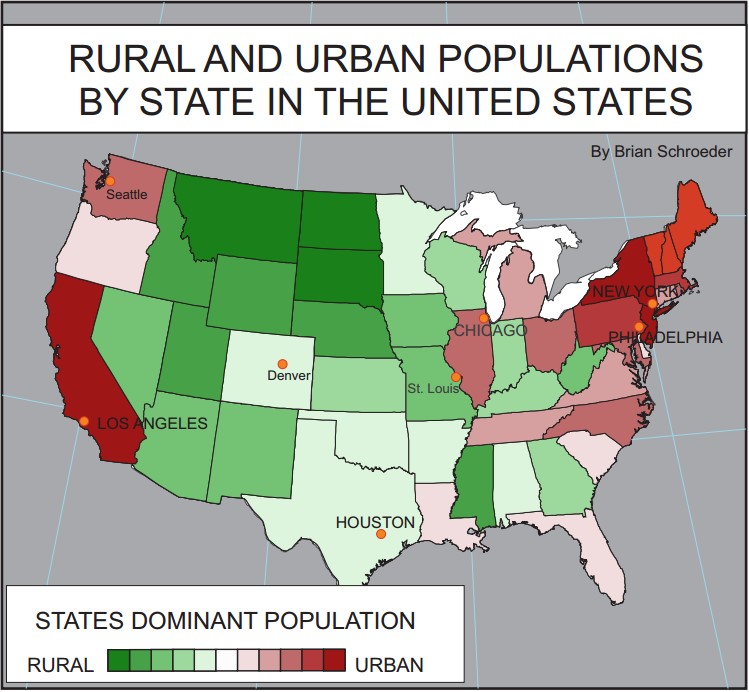 RURAL AND URBAN POPULATIONS
BY STATE IN THE UNITED STATES
By Brian Schroeder
Seattle
NEW YORK
CHICAGO
PHILADELPHIA
Denver
St. Louis
LOS ANGELES
HOUSTON
STATES DOMINANT POPULATION
RURAL URBAN